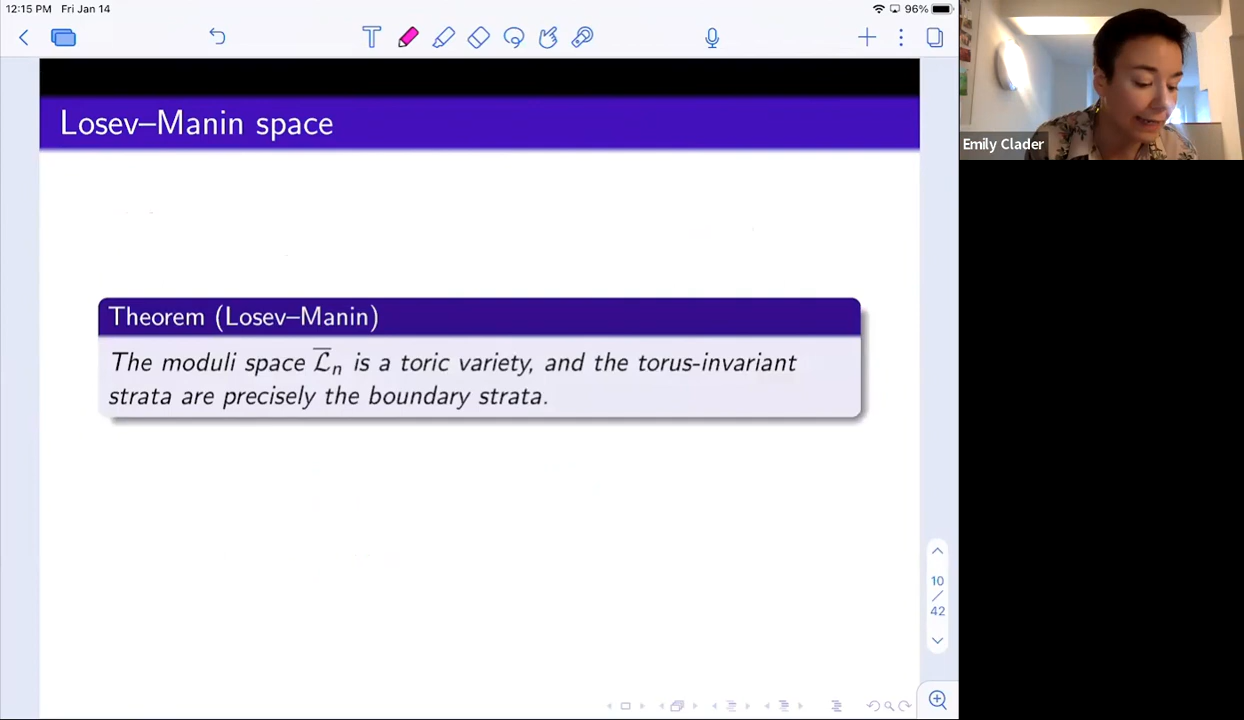 12:15 PM Fri Jan 14
96%
Losev–Manin space
Emily Clader
Theorem (Losev–Manin)
The moduli space $\overline{\mathcal{L}}_n$ is a toric variety, and the torus-invariant
strata are precisely the boundary strata.
10
/
42